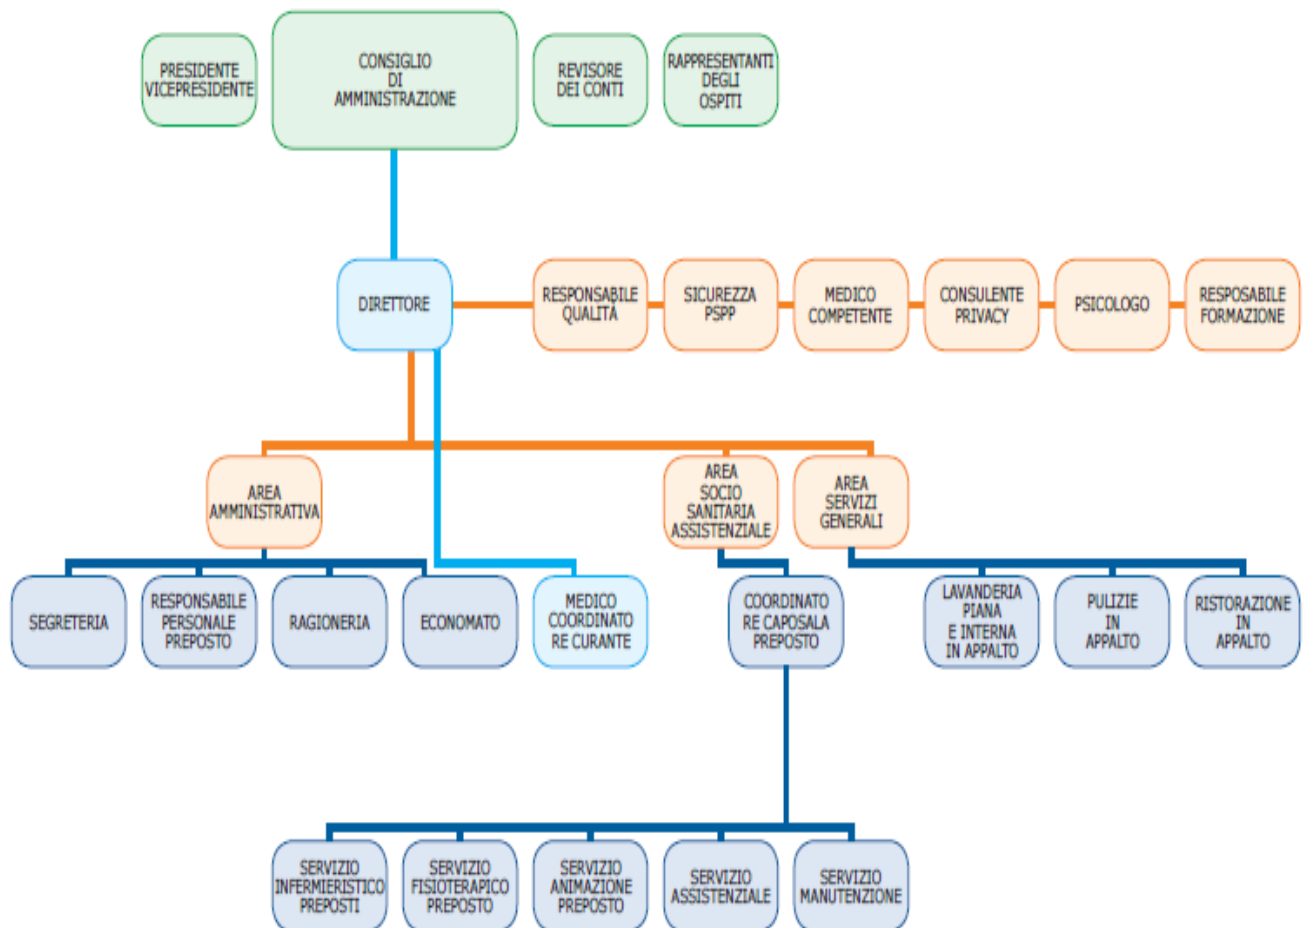 PRESIDENTE
VICEPRESIDENTE
CONSIGLIO
DI
AMMINISTRAZIONE
REVISORE
DEI CONTI
RAPPRESENTANTI
DEGLI
OSPITI
DIRETTORE
RESPONSABILE
QUALITÀ
SICUREZZA
PSPP
MEDICO
COMPETENTE
CONSULENTE
PRIVACY
PSICOLOGO
RESPOSABILE
FORMAZIONE
AREA
AMMINISTRATIVA
AREA
SOCIO
SANITARIA
ASSISTENZIALE
AREA
SERVIZI
GENERALI
SEGRETERIA
RESPONSABILE
PERSONALE
PREPOSTO
RAGIONERIA
ECONOMATO
MEDICO
COORDINATO
RE CURANTE
COORDINATO
RE CAPOSALA
PREPOSTO
LAVANDERIA
PIANA
E INTERNA
IN APPALTO
PULIZIE
IN
APPALTO
RISTORAZIONE
IN
APPALTO
SERVIZIO
INFERMIERISTICO
PREPOSTI
SERVIZIO
FISIOTERAPICO
PREPOSTO
SERVIZIO
ANIMAZIONE
PREPOSTO
SERVIZIO
ASSISTENZIALE
SERVIZIO
MANUTENZIONE